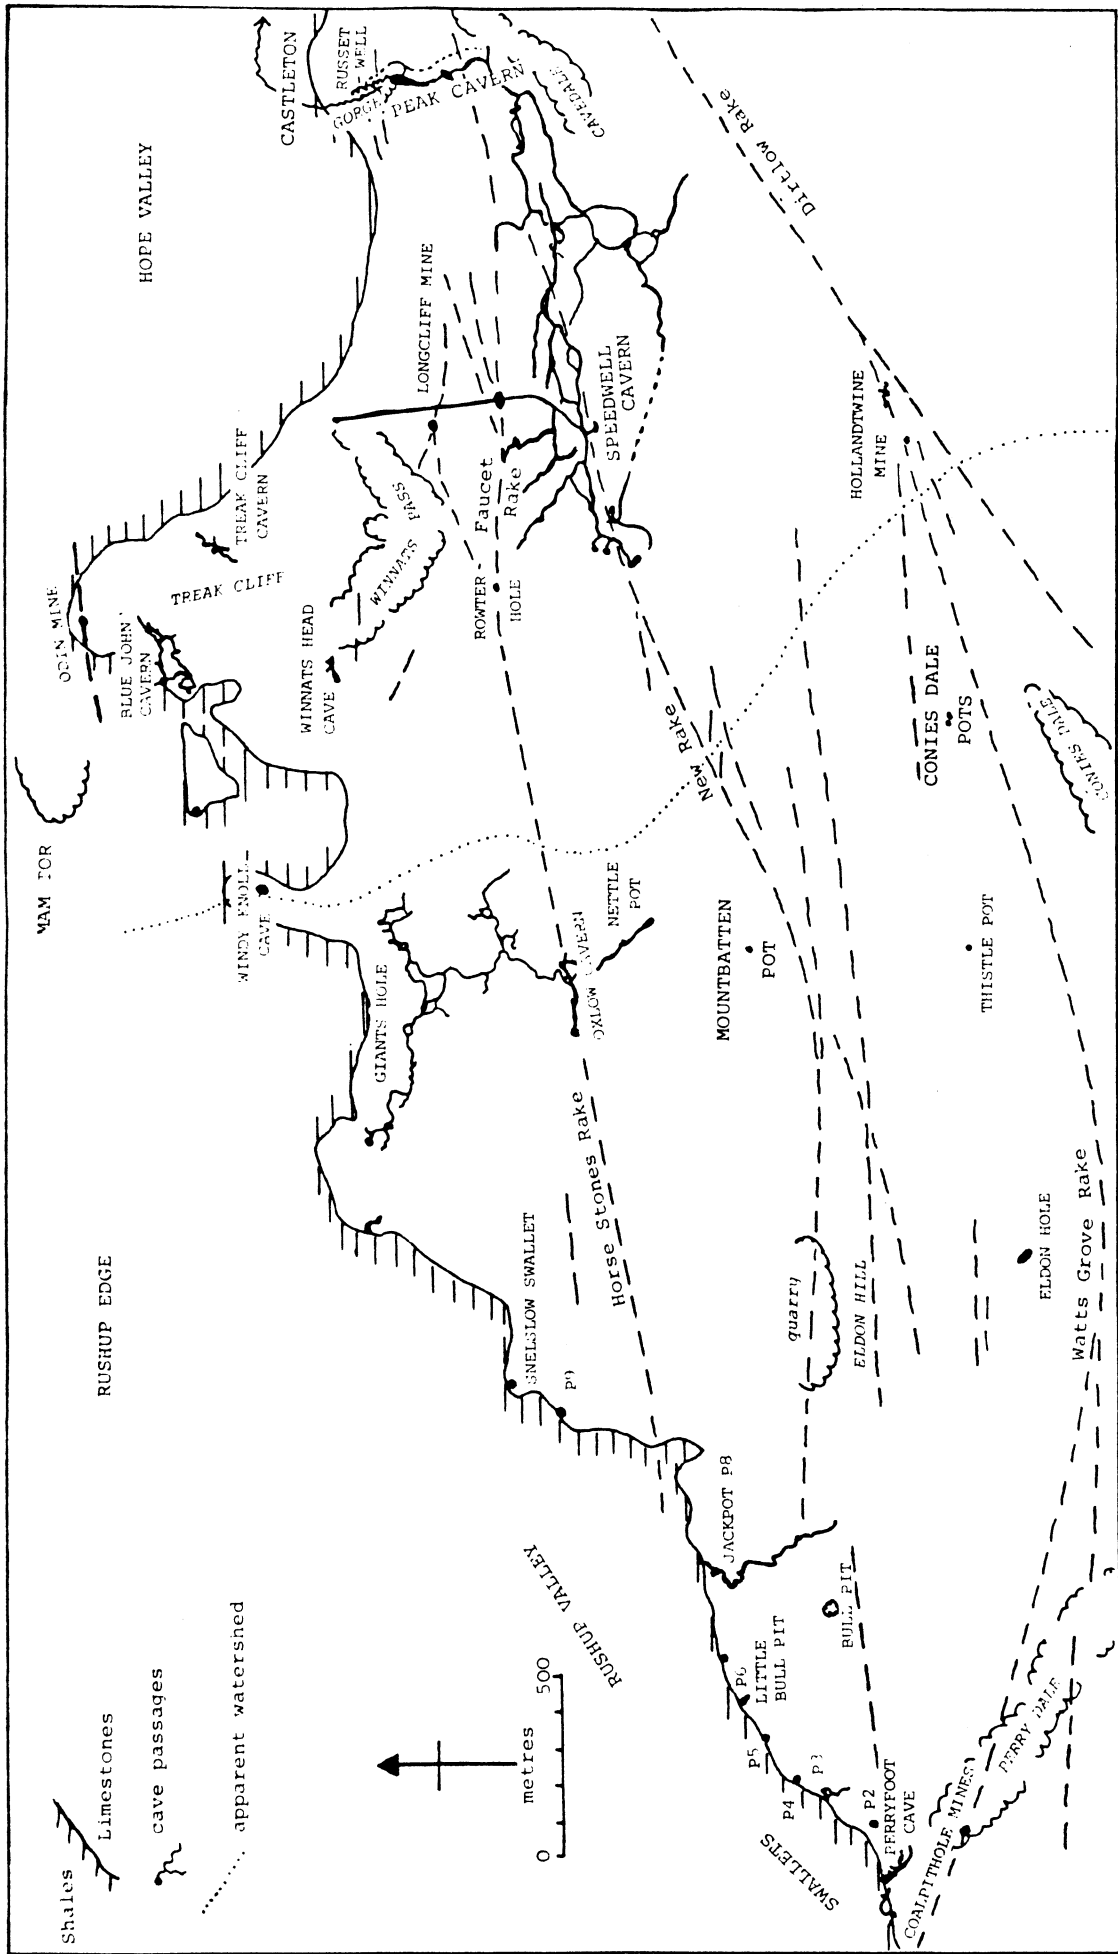 Shales
Limestones
cave passages
apparent watershed
metres
0
500
RUSHUP EDGE
RUSHUP VALLEY
MAM TOR
HOPE VALLEY
CASTLETON
RUSSET
WELL
GORGE
PEAK CAVERN
CAVEDALE
ODIN MINE
BLUE JOHN
CAVERN
TREAK CLIFF
CAVERN
TREAK CLIFF
WINDY KNOLL
CAVE
WINNATS HEAD
CAVE
WINNATS
PASS
LONGCLIFF MINE
ROWTER
HOLE
Faucet
Rake
SPEEDWELL
CAVERN
Dirtlow Rake
HOLLANDTWINE
MINE
New Rake
CONIES DALE
POTS
CONIES DALE
GIANTS HOLE
OXLOW CAVERN
NETTLE
POT
MOUNTBATTEN
POT
THISTLE POT
Horse Stones Rake
SNELSLOW SWALLET
P9
quarry
ELDON HILL
ELDON HOLE
Watts Grove Rake
JACKPOT P8
BULL PIT
P6
LITTLE
BULL PIT
P5
P4
P3
P2
PERRYFOOT
CAVE
SWALLETS
COALPITHOLE MINES
PERRY DALE